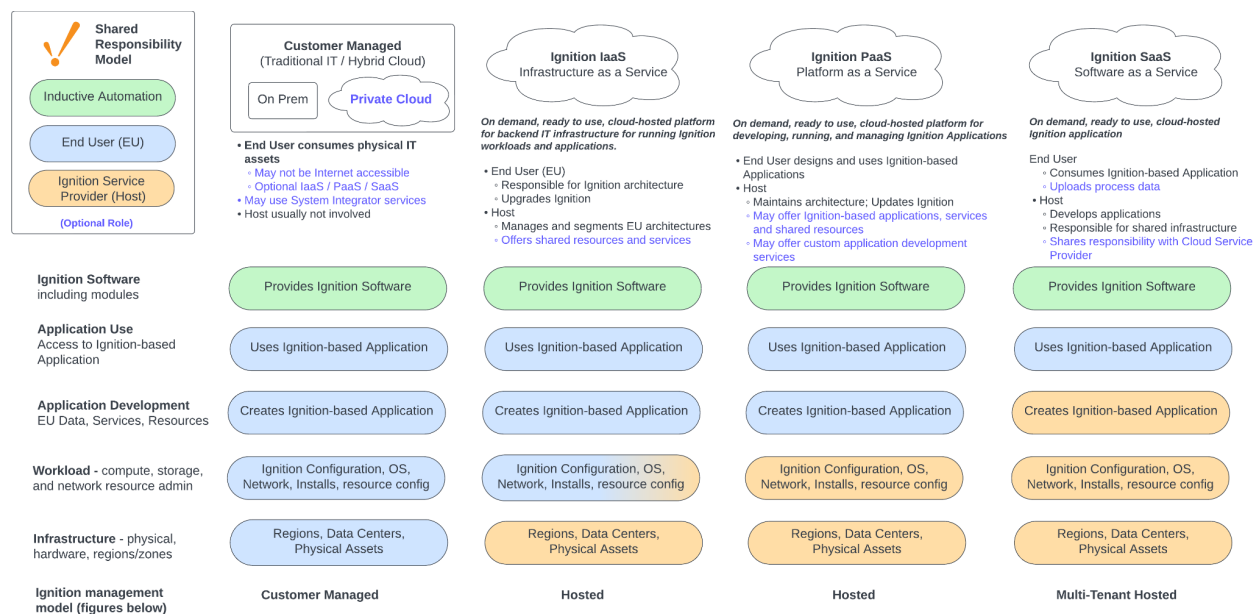 Shared
Responsibility
Model
Inductive Automation
End User (EU)
Ignition Service
Provider (Host)
(Optional Role)
Customer Managed
(Traditional IT / Hybrid Cloud)
On Prem
Private Cloud
• End User consumes physical IT
assets
◦ May not be Internet accessible
◦ Optional IaaS / PaaS / SaaS
• May use System Integrator services
• Host usually not involved
Ignition IaaS
Infrastructure as a Service
On demand, ready to use, cloud-hosted platform
for backend IT infrastructure for running Ignition
workloads and applications.
• End User (EU)
◦ Responsible for Ignition architecture
◦ Upgrades Ignition
• Host
◦ Manages and segments EU architectures
◦ Offers shared resources and services
Ignition PaaS
Platform as a Service
On demand, ready to use, cloud-hosted platform for
developing, running, and managing Ignition Applications
• End User designs and uses Ignition-based
Applications
• Host
◦ Maintains architecture; Updates Ignition
◦ May offer Ignition-based applications, services
and shared resources
◦ May offer custom application development
services
Ignition SaaS
Software as a Service
On demand, ready to use, cloud-hosted
Ignition application
End User
◦ Consumes Ignition-based Application
◦ Uploads process data
• Host
◦ Develops applications
◦ Responsible for shared infrastructure
◦ Shares responsibility with Cloud Service
Provider
Ignition Software
including modules
Provides Ignition Software
Provides Ignition Software
Provides Ignition Software
Provides Ignition Software
Application Use
Access to Ignition-based
Application
Uses Ignition-based Application
Uses Ignition-based Application
Uses Ignition-based Application
Uses Ignition-based Application
Application Development
EU Data, Services, Resources
Creates Ignition-based Application
Creates Ignition-based Application
Creates Ignition-based Application
Creates Ignition-based Application
Workload - compute, storage,
and network resource admin
Ignition Configuration, OS,
Network, Installs, resource config
Ignition Configuration, OS,
Network, Installs, resource config
Ignition Configuration, OS,
Network, Installs, resource config
Ignition Configuration, OS,
Network, Installs, resource config
Infrastructure - physical,
hardware, regions/zones
Regions, Data Centers,
Physical Assets
Regions, Data Centers,
Physical Assets
Regions, Data Centers,
Physical Assets
Regions, Data Centers,
Physical Assets
Ignition management
model (figures below)
Customer Managed
Hosted
Hosted
Multi-Tenant Hosted